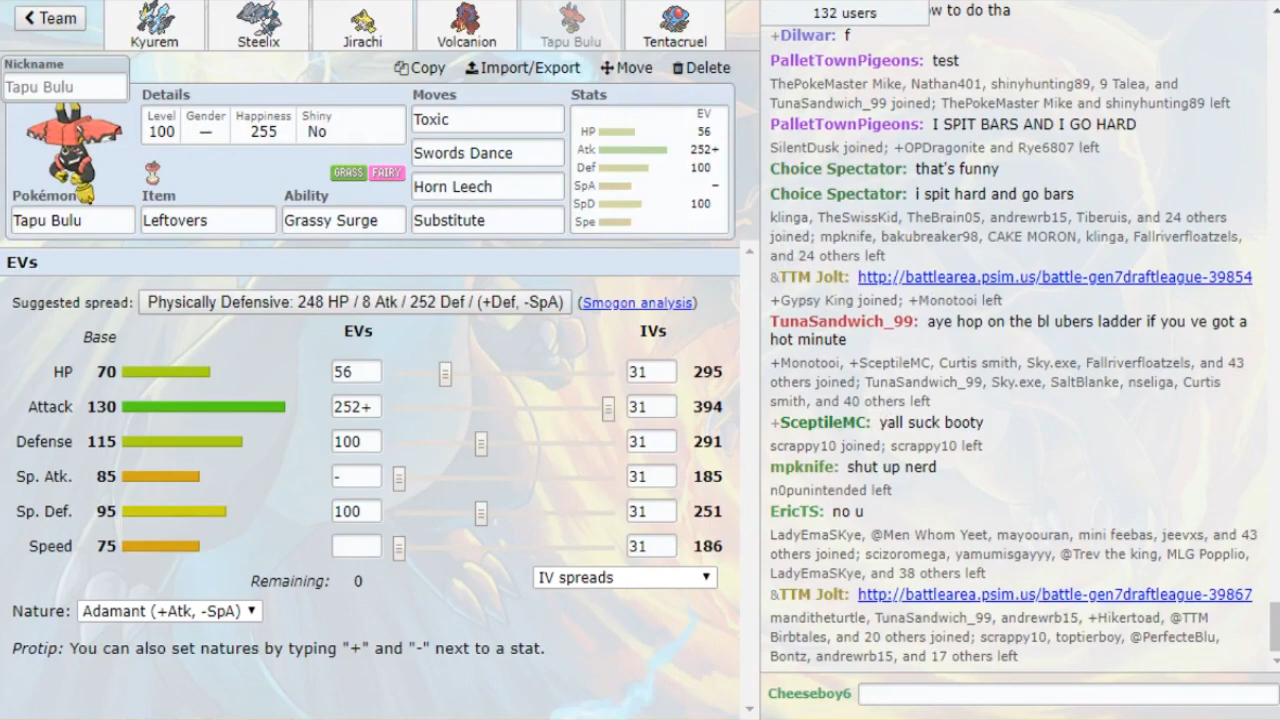 Team
Kyurem
Steelix
Jirachi
Volcanion
Tapu Bulu
Tentacruel
Nickname
Tapu Bulu
Copy
Import/Export
Move
Delete
Details
Level
100
Gender
—
Happiness
255
Shiny
No
GRASS FAIRY
Pokémon
Tapu Bulu
Item
Leftovers
Ability
Grassy Surge
Moves
Toxic
Swords Dance
Horn Leech
Substitute
Stats
EV
HP 56
Atk 252+
Def 100
SpA –
SpD 100
Spe
EVs
Suggested spread: Physically Defensive: 248 HP / 8 Atk / 252 Def / (+Def, -SpA) (Smogon analysis)
Base EVs IVs
HP 70 56 31 295
Attack 130 252+ 31 394
Defense 115 100 31 291
Sp. Atk. 85 - 31 185
Sp. Def. 95 100 31 251
Speed 75 31 186
Remaining: 0
IV spreads
Nature: Adamant (+Atk, -SpA)
Protip: You can also set natures by typing "+" and "-" next to a stat.
132 users
ow to do tha
+Dilwar: f
PalletTownPigeons: test
ThePokeMaster Mike, Nathan401, shinyhunting89, 9 Talea, and
TunaSandwich_99 joined; ThePokeMaster Mike and shinyhunting89 left
PalletTownPigeons: I SPIT BARS AND I GO HARD
SilentDusk joined; +OPDragonite and Rye6807 left
Choice Spectator: that's funny
Choice Spectator: i spit hard and go bars
klinga, TheSwissKid, TheBrain05, andrewrb15, Tiberuis, and 24 others
joined; mpknife, bakubreaker98, CAKE MORON, klinga, Fallriverfloatzels,
and 24 others left
&TTM Jolt: http://battlearea.psim.us/battle-gen7draftleague-39854
+Gypsy King joined; +Monotooi left
TunaSandwich_99: aye hop on the bl ubers ladder if you ve got a
hot minute
+Monotooi, +SceptileMC, Curtis smith, Sky.exe, Fallriverfloatzels, and 43
others joined; TunaSandwich_99, Sky.exe, SaltBlanke, nseliga, Curtis
smith, and 40 others left
+SceptileMC: yall suck booty
scrappy10 joined; scrappy10 left
mpknife: shut up nerd
n0punintended left
EricTS: no u
LadyEmaSKye, @Men Whom Yeet, mayoouran, mini feebas, jeevxs, and 43
others joined; scizoromega, yamumisgayyy, @Trev the king, MLG Popplio,
LadyEmaSKye, and 38 others left
&TTM Jolt: http://battlearea.psim.us/battle-gen7draftleague-39867
manditheturtle, TunaSandwich_99, andrewrb15, +Hikertoad, @TTM
Birbtales, and 20 others joined; scrappy10, toptierboy, @PerfecteBlu,
Bontz, andrewrb15, and 17 others left
Cheeseboy6